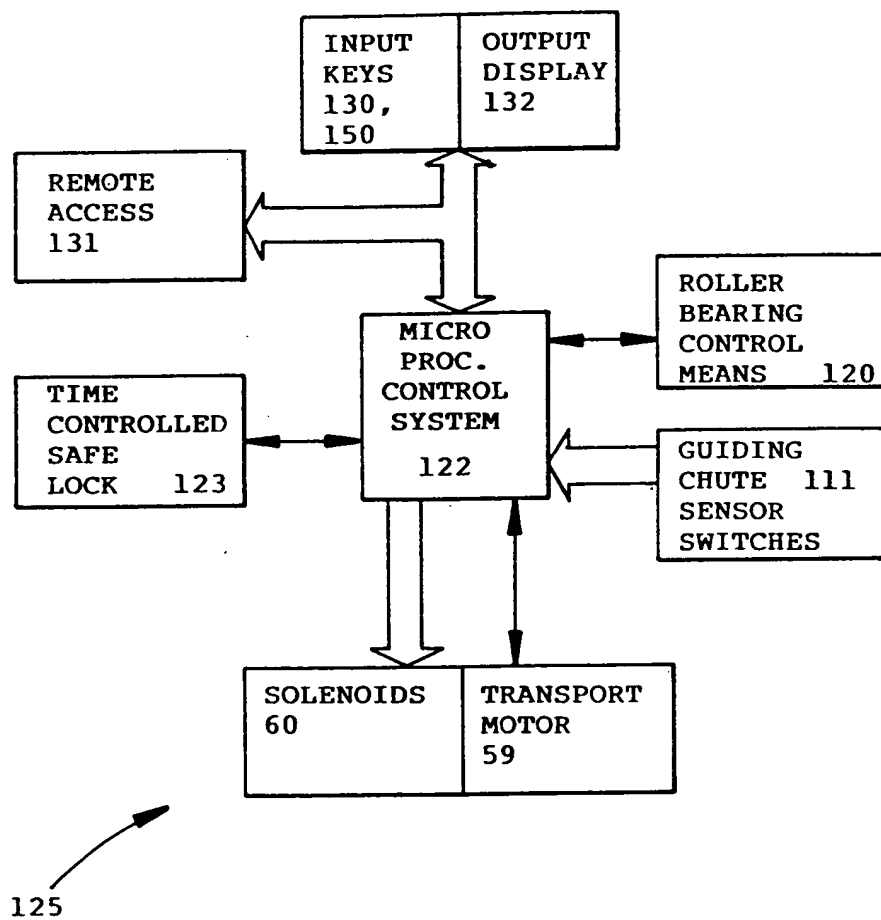 INPUT
KEYS
130,
150
OUTPUT
DISPLAY
132
REMOTE
ACCESS
131
ROLLER
BEARING
CONTROL
MEANS 120
MICRO
PROC.
CONTROL
SYSTEM
122
TIME
CONTROLLED
SAFE
LOCK 123
GUIDING
CHUTE 111
SENSOR
SWITCHES
SOLENOIDS
60
TRANSPORT
MOTOR
59
125